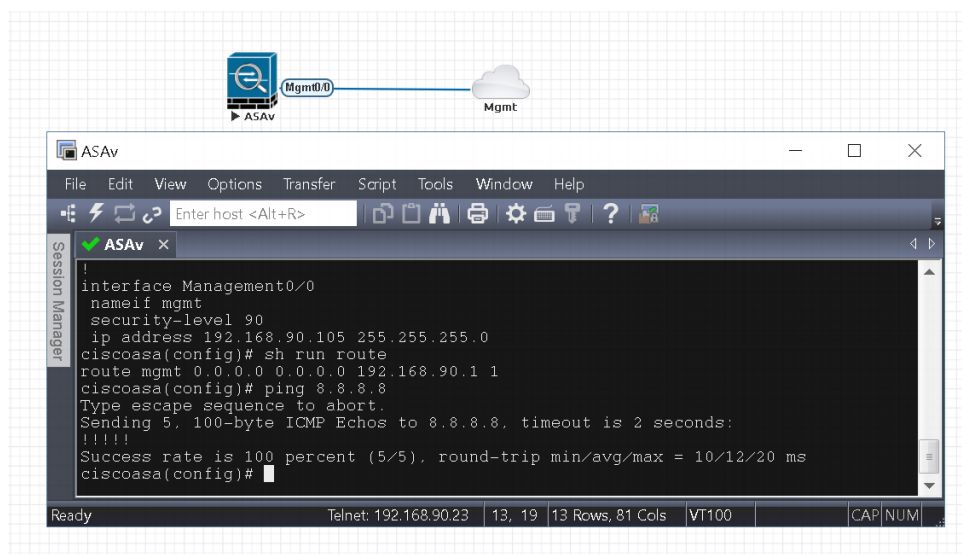 Mgmt0/0
ASAv
Mgmt
ASAv
File Edit View Options Transfer Script Tools Window Help
Enter host <Alt+R>
Session Manager
ASAv
!
interface Management0/0
 nameif mgmt
 security-level 90
 ip address 192.168.90.105 255.255.255.0
ciscoasa(config)# sh run route
route mgmt 0.0.0.0 0.0.0.0 192.168.90.1 1
ciscoasa(config)# ping 8.8.8.8
Type escape sequence to abort.
Sending 5, 100-byte ICMP Echos to 8.8.8.8, timeout is 2 seconds:
!!!!!
Success rate is 100 percent (5/5), round-trip min/avg/max = 10/12/20 ms
ciscoasa(config)#
Ready Telnet: 192.168.90.23 13, 19 13 Rows, 81 Cols VT100 CAP NUM